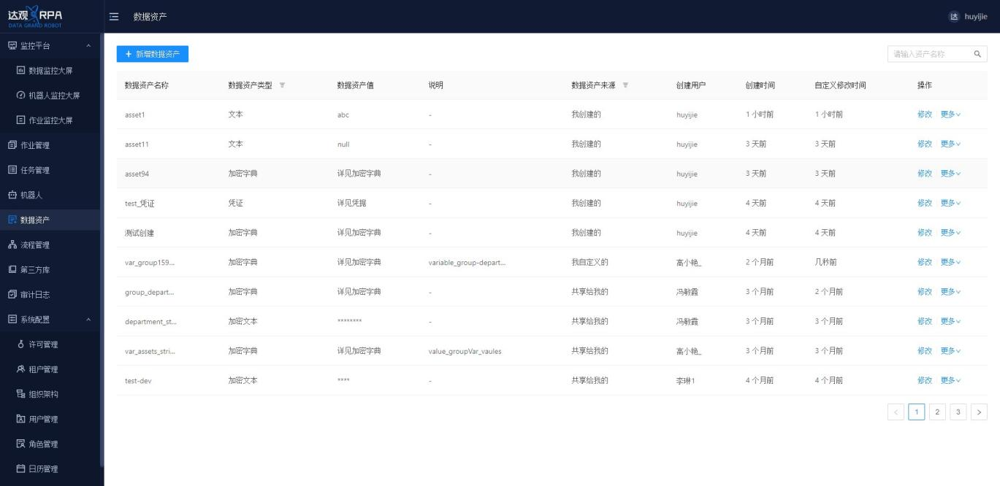 达观 RPA
DATA GRAND ROBOT
数据资产
达 huyijie
监控平台
数据监控大屏
机器人监控大屏
作业监控大屏
作业管理
任务管理
机器人
数据资产
流程管理
第三方库
审计日志
系统配置
许可管理
租户管理
组织架构
用户管理
角色管理
日历管理
+ 新增数据资产
请输入资产名称
数据资产名称 数据资产类型 数据资产值 说明 数据资产来源 创建用户 创建时间 自定义修改时间 操作
asset1 文本 abc - 我创建的 huyijie 1 小时前 1 小时前 修改 更多
asset11 文本 null - 我创建的 huyijie 3 天前 3 天前 修改 更多
asset94 加密字典 详见加密字典 - 我创建的 huyijie 3 天前 3 天前 修改 更多
test_凭证 凭证 详见凭据 - 我创建的 huyijie 4 天前 4 天前 修改 更多
测试创建 加密字典 详见加密字典 - 我创建的 huyijie 4 天前 4 天前 修改 更多
var_group159... 加密字典 详见加密字典 variable_group-depart... 我自定义的 高小艳_ 2 个月前 几秒前 修改 更多
group_depart... 加密字典 详见加密字典 - 共享给我的 冯敏霞 3 个月前 2 个月前 修改 更多
department_st... 加密文本 ******** - 共享给我的 冯敏霞 3 个月前 3 个月前 修改 更多
var_assets_stri... 加密字典 详见加密字典 value_groupVar_vaules 共享给我的 高小艳_ 3 个月前 3 个月前 修改 更多
test-dev 加密文本 **** - 共享给我的 李琳1 4 个月前 4 个月前 修改 更多
< 1 2 3 >